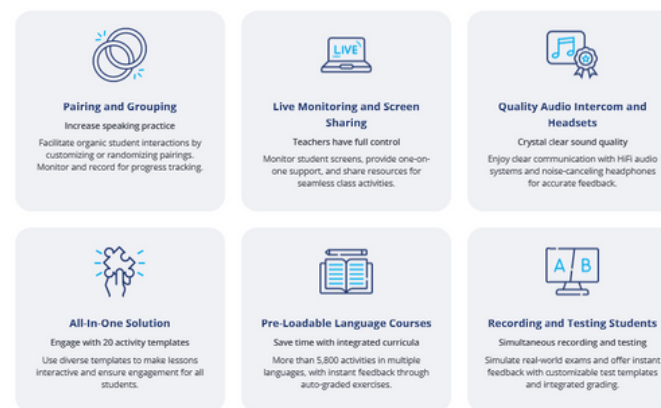 Pairing and Grouping
Increase speaking practice
Facilitate organic student interactions by
customizing or randomizing pairings.
Monitor and record for progress tracking.
LIVE
Live Monitoring and Screen
Sharing
Teachers have full control
Monitor student screens, provide one-on-
one support, and share resources for
seamless class activities.
Quality Audio Intercom and
Headsets
Crystal clear sound quality
Enjoy clear communication with HiFi audio
systems and noise-canceling headphones
for accurate feedback.
All-In-One Solution
Engage with 20 activity templates
Use diverse templates to make lessons
interactive and ensure engagement for all
students.
Pre-Loadable Language Courses
Save time with integrated curricula
More than 5,800 activities in multiple
languages, with instant feedback through
auto-graded exercises.
A/B
Recording and Testing Students
Simultaneous recording and testing
Simulate real-world exams and offer instant
feedback with customizable test templates
and integrated grading.